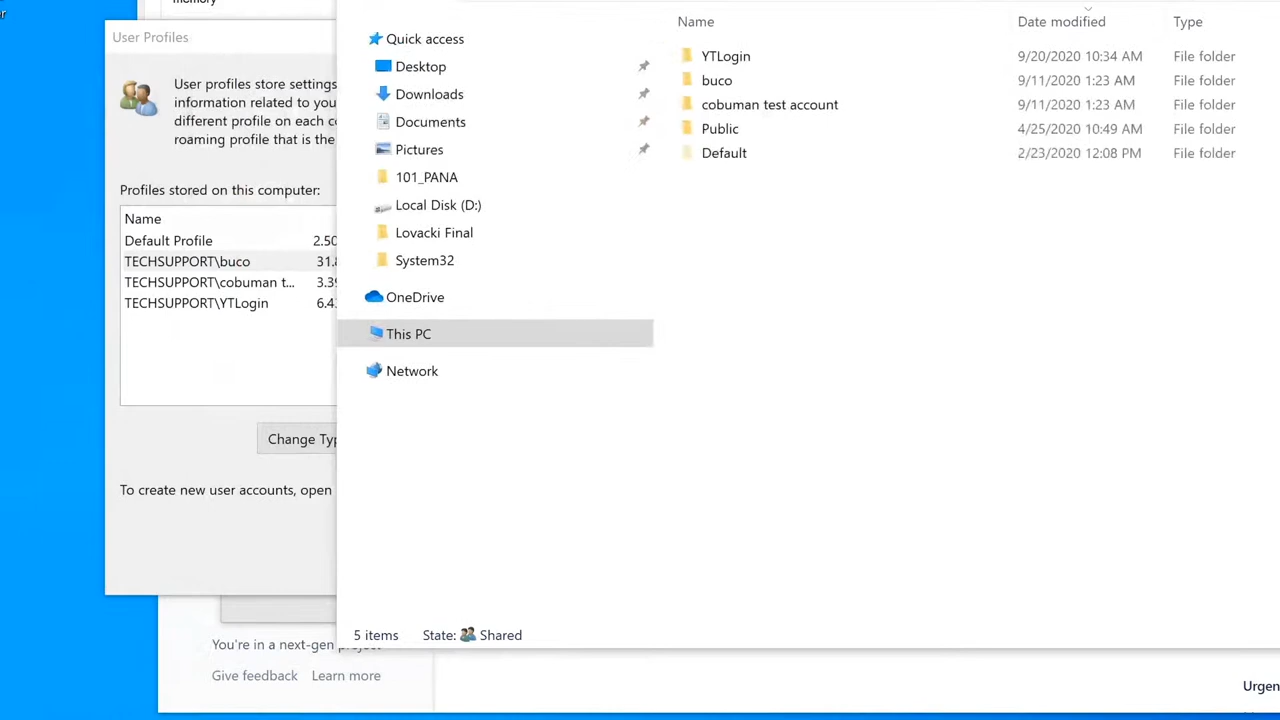 er
memory
User Profiles
User profiles store settings
information related to you
different profile on each co
roaming profile that is the
Profiles stored on this computer:
Name
Default Profile 2.50
TECHSUPPORT\buco 31.8
TECHSUPPORT\cobuman t... 3.39
TECHSUPPORT\YTLogin 6.43
Change Typ
To create new user accounts, open
Quick access
Desktop
Downloads
Documents
Pictures
101_PANA
Local Disk (D:)
Lovacki Final
System32
OneDrive
This PC
Network
Name Date modified Type
YTLogin 9/20/2020 10:34 AM File folder
buco 9/11/2020 1:23 AM File folder
cobuman test account 9/11/2020 1:23 AM File folder
Public 4/25/2020 10:49 AM File folder
Default 2/23/2020 12:08 PM File folder
5 items State: Shared
You're in a next-gen project
Give feedback Learn more
Urgen